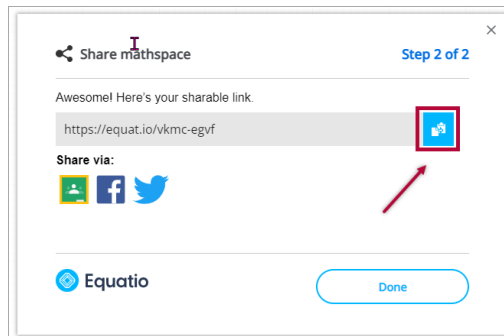 Share mathspace
Step 2 of 2
Awesome! Here's your sharable link.
https://equat.io/vkmc-egvf
Share via:
Equatio
Done